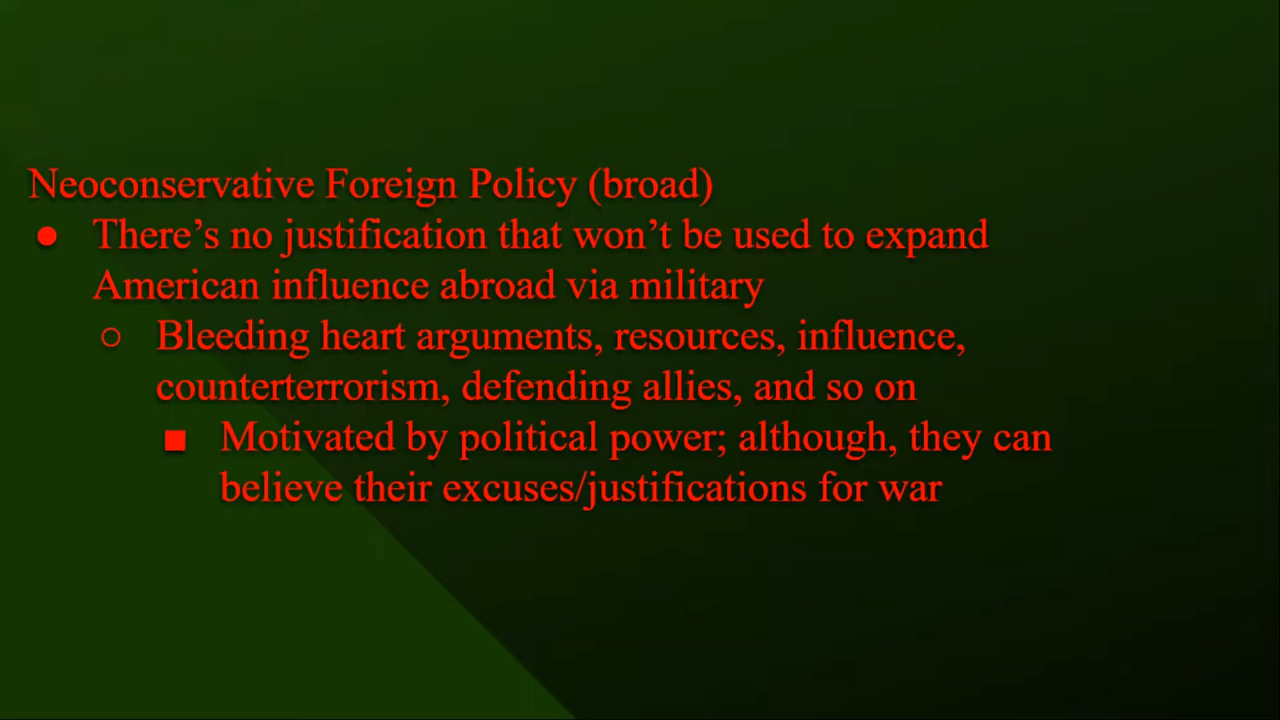 Neoconservative Foreign Policy (broad)
● There’s no justification that won’t be used to expand
American influence abroad via military
○ Bleeding heart arguments, resources, influence,
counterterrorism, defending allies, and so on
■ Motivated by political power; although, they can
believe their excuses/justifications for war